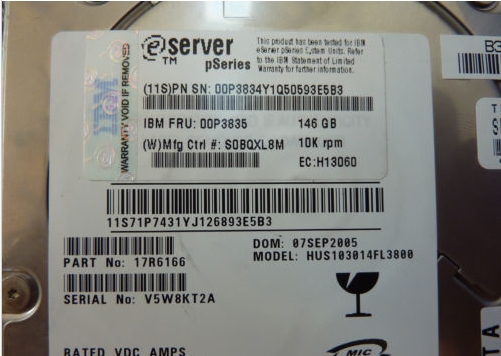 eserver
TM pSeries
This product has been tested for IBM
eServer pSeries System Units. Refer
to the IBM Statement of Limited
Warranty for further information.
WARRANTY VOID IF REMOVED
IBM
(11S)PN SN: 00P3834Y1Q50593E5B3
IBM FRU: 00P3835 146 GB
(W)Mfg Ctrl #: S0BQXL8M 10K rpm
EC:H13060
11S71P7431YJ126893E5B3
PART No: 17R6166
DOM: 07SEP2005
MODEL: HUS103014FL3800
SERIAL No: V5W8KT2A
RATED VDC AMPS
MIC